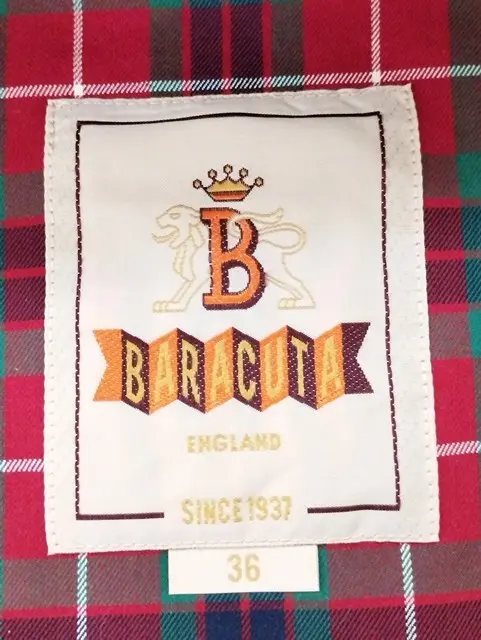 B
BARACUTA
ENGLAND
SINCE 1937
36